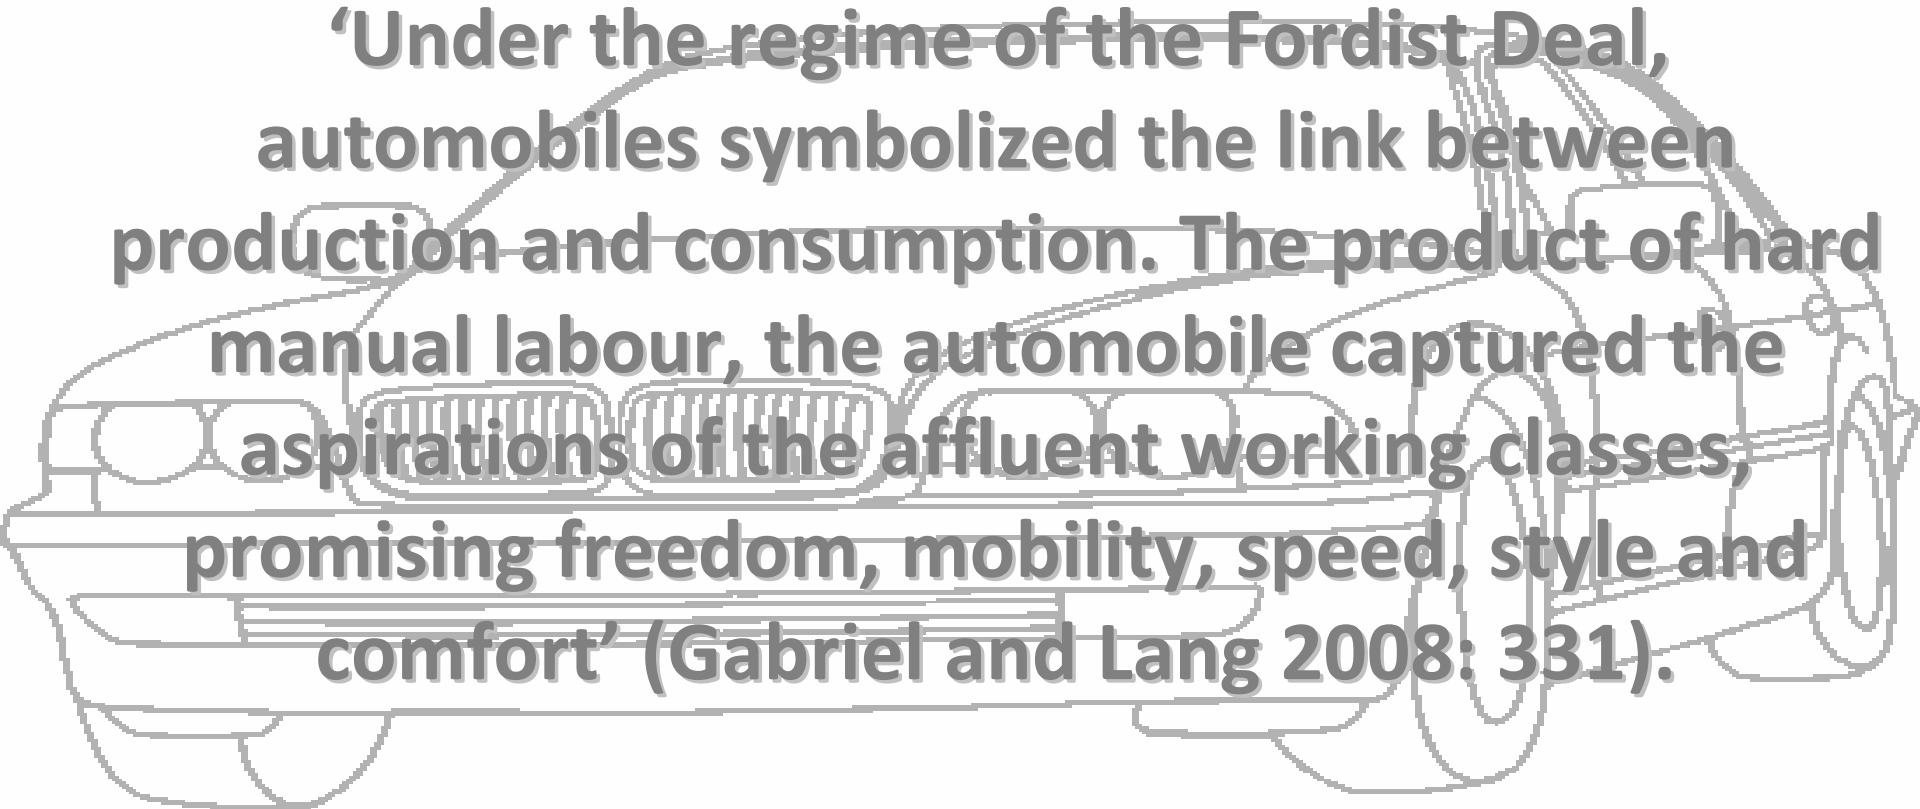 ‘Under the regime of the Fordist Deal,
automobiles symbolized the link between
production and consumption. The product of hard
manual labour, the automobile captured the
aspirations of the affluent working classes,
promising freedom, mobility, speed, style and
comfort’ (Gabriel and Lang 2008: 331).